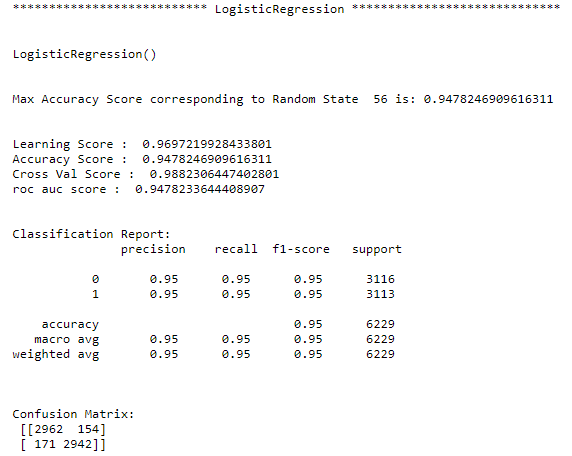 *************************** LogisticRegression *****************************
LogisticRegression()
Max Accuracy Score corresponding to Random State  56 is: 0.9478246909616311
Learning Score :  0.9697219928433801
Accuracy Score :  0.9478246909616311
Cross Val Score :  0.9882306447402801
roc auc score :  0.9478233644408907
Classification Report:
              precision    recall  f1-score   support
           0       0.95      0.95      0.95      3116
           1       0.95      0.95      0.95      3113
    accuracy                           0.95      6229
   macro avg       0.95      0.95      0.95      6229
weighted avg       0.95      0.95      0.95      6229
Confusion Matrix:
 [[2962  154]
 [ 171 2942]]